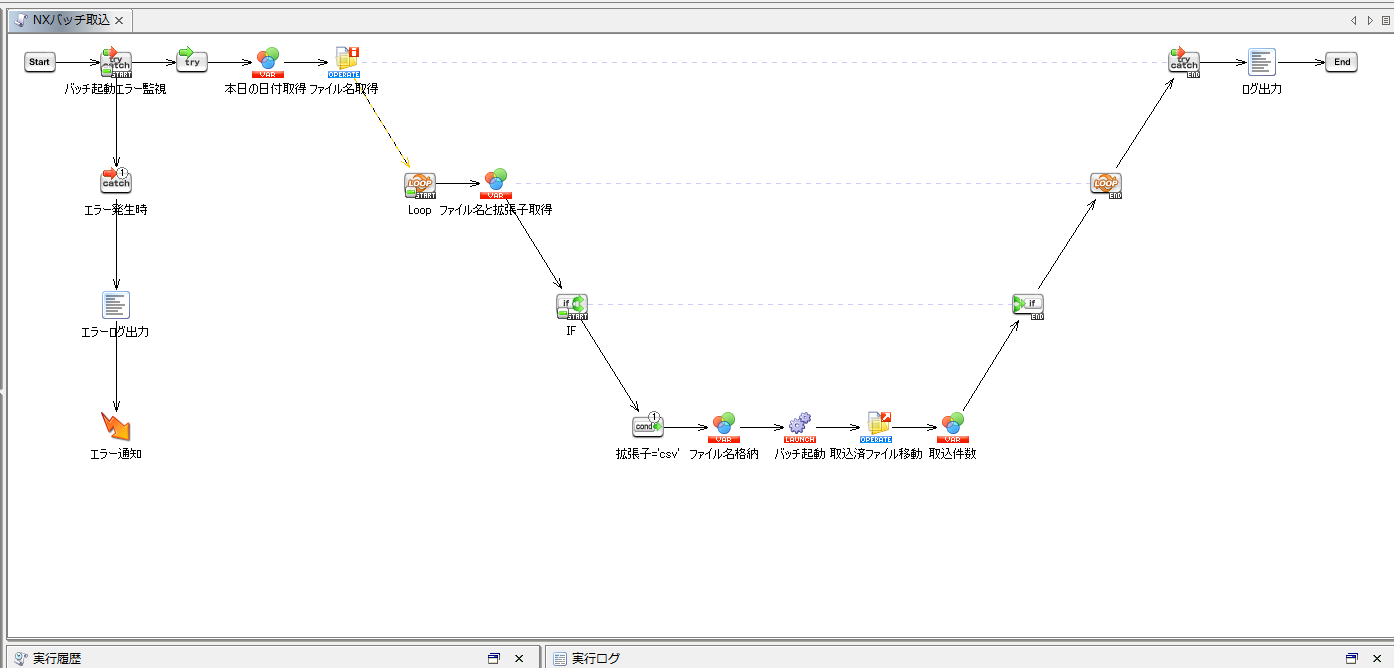 NXバッチ取込
Start
try catch START
バッチ起動エラー監視
try
VAR
本日の日付取得
OPERATE
ファイル名取得
try catch END
ログ出力
End
1
catch
エラー発生時
LOOP START
Loop
VAR
ファイル名と拡張子取得
LOOP END
エラーログ出力
if START
IF
if END
エラー通知
1
cond
拡張子='csv'
VAR
ファイル名格納
LAUNCH
バッチ起動
OPERATE
取込済ファイル移動
VAR
取込件数
実行履歴
実行ログ